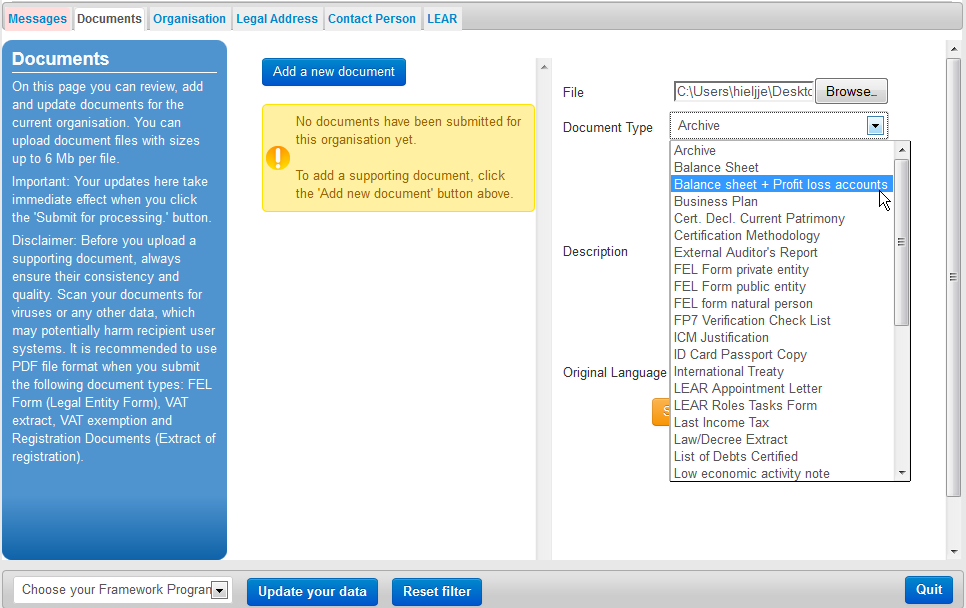 Messages Documents Organisation Legal Address Contact Person LEAR
Documents
On this page you can review, add
and update documents for the
current organisation. You can
upload document files with sizes
up to 6 Mb per file.
Important: Your updates here take
immediate effect when you click
the 'Submit for processing.' button.
Disclaimer: Before you upload a
supporting document, always
ensure their consistency and
quality. Scan your documents for
viruses or any other data, which
may potentially harm recipient user
systems. It is recommended to use
PDF file format when you submit
the following document types: FEL
Form (Legal Entity Form), VAT
extract, VAT exemption and
Registration Documents (Extract of
registration).
Add a new document
No documents have been submitted for
this organisation yet.
To add a supporting document, click
the 'Add new document' button above.
File C:\Users\hieljje\Deskto Browse...
Document Type Archive
Archive
Balance Sheet
Balance sheet + Profit loss accounts
Business Plan
Cert. Decl. Current Patrimony
Certification Methodology
External Auditor's Report
FEL Form private entity
FEL Form public entity
FEL form natural person
FP7 Verification Check List
ICM Justification
ID Card Passport Copy
International Treaty
LEAR Appointment Letter
LEAR Roles Tasks Form
Last Income Tax
Law/Decree Extract
List of Debts Certified
Low economic activity note
Description
Original Language
S
Choose your Framework Program Update your data Reset filter Quit